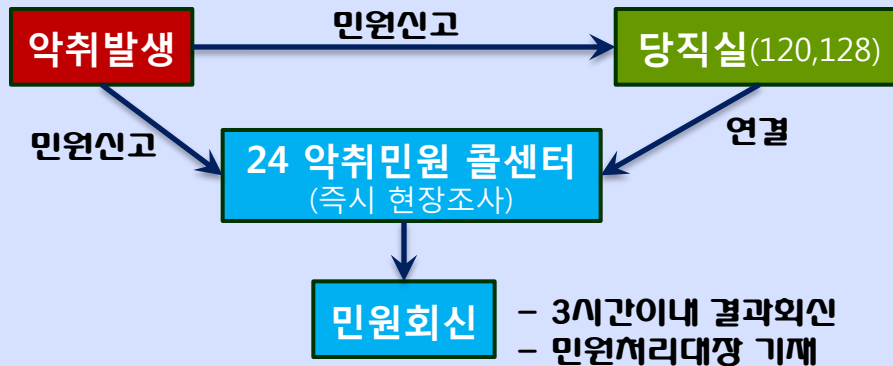 민원신고
악취발생
당직실(120,128)
민원신고
연결
24 악취민원 콜센터
(즉시 현장조사)
민원회신
- 3시간이내 결과회신
- 민원처리대장 기재